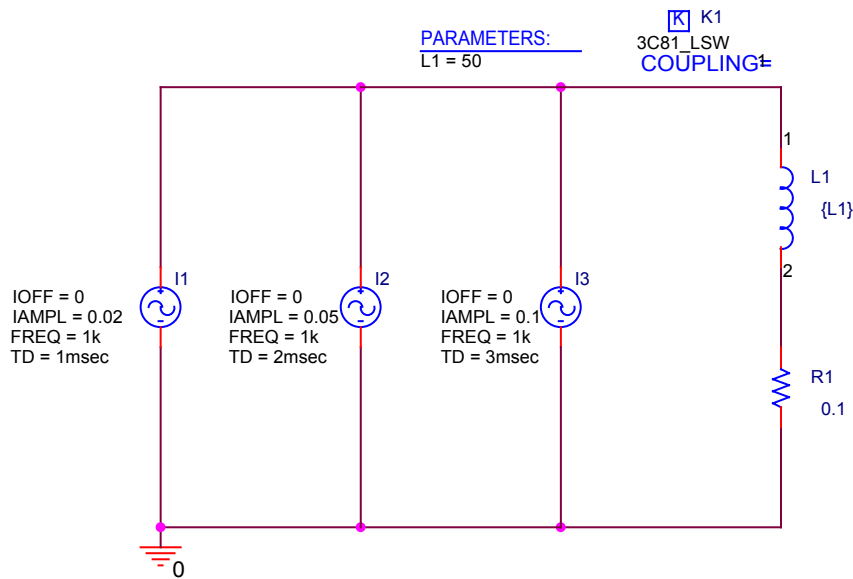 K K1
3C81_LSW
COUPLING=1
PARAMETERS:
L1 = 50
1
L1
{L1}
2
I1
IOFF = 0
IAMPL = 0.02
FREQ = 1k
TD = 1msec
I2
IOFF = 0
IAMPL = 0.05
FREQ = 1k
TD = 2msec
I3
IOFF = 0
IAMPL = 0.1
FREQ = 1k
TD = 3msec
R1
0.1
0